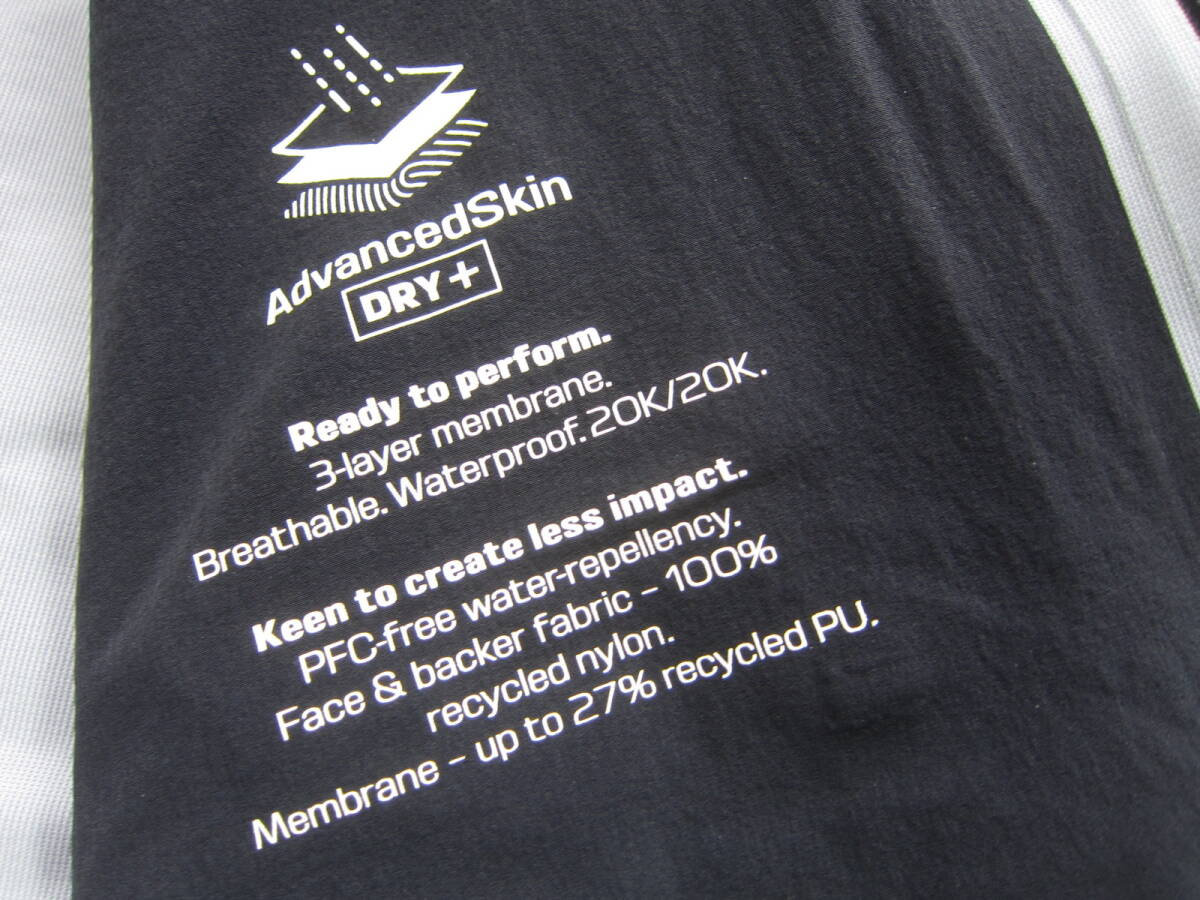 AdvancedSkin
DRY+
Ready to perform.
3-layer membrane.
Breathable. Waterproof. 20K/20K.
Keen to create less impact.
PFC-free water-repellency.
Face & backer fabric - 100%
recycled nylon.
Membrane - up to 27% recycled PU.